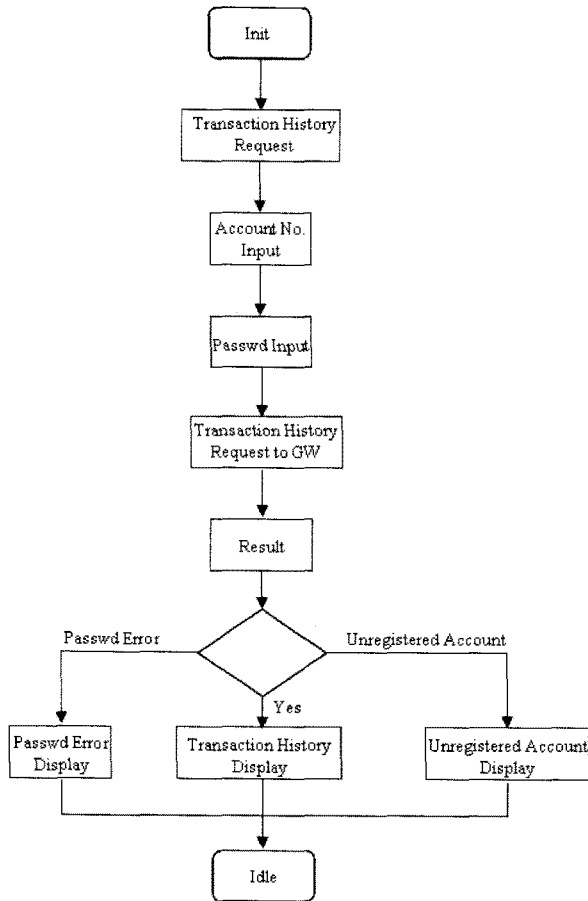 Init
Transaction History
Request
Account No.
Input
Passwd Input
Transaction History
Request to GW
Result
Passwd Error
Unregistered Account
Yes
Passwd Error
Display
Transaction History
Display
Unregistered Account
Display
Idle